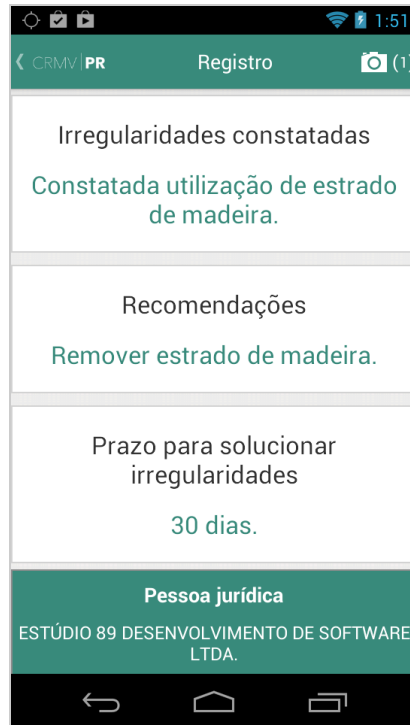 1:51
CRMV|PR
Registro
(1)
Irregularidades constatadas
Constatada utilização de estrado
de madeira.
Recomendações
Remover estrado de madeira.
Prazo para solucionar
irregularidades
30 dias.
Pessoa jurídica
ESTÚDIO 89 DESENVOLVIMENTO DE SOFTWARE
LTDA.